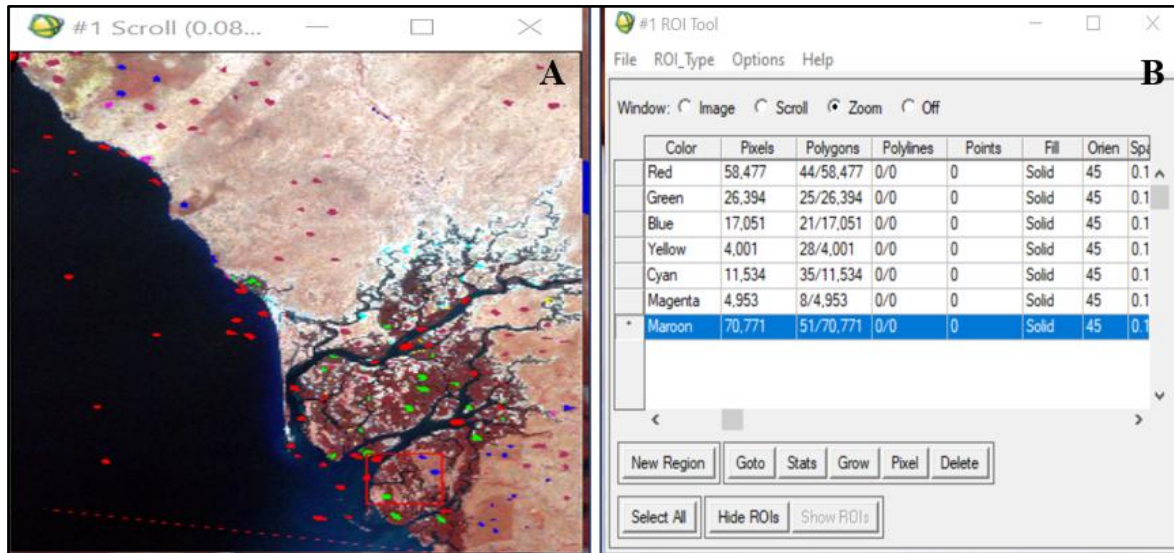 #1 Scroll (0.08...
A
#1 ROI Tool
File ROI_Type Options Help
B
Window: Image Scroll Zoom Off
Color Pixels Polygons Polylines Points Fill Orien Spa
Red 58,477 44/58,477 0/0 0 Solid 45 0.1
Green 26,394 25/26,394 0/0 0 Solid 45 0.1
Blue 17,051 21/17,051 0/0 0 Solid 45 0.1
Yellow 4,001 28/4,001 0/0 0 Solid 45 0.1
Cyan 11,534 35/11,534 0/0 0 Solid 45 0.1
Magenta 4,953 8/4,953 0/0 0 Solid 45 0.1
* Maroon 70,771 51/70,771 0/0 0 Solid 45 0.1
New Region Goto Stats Grow Pixel Delete
Select All Hide ROIs Show ROIs